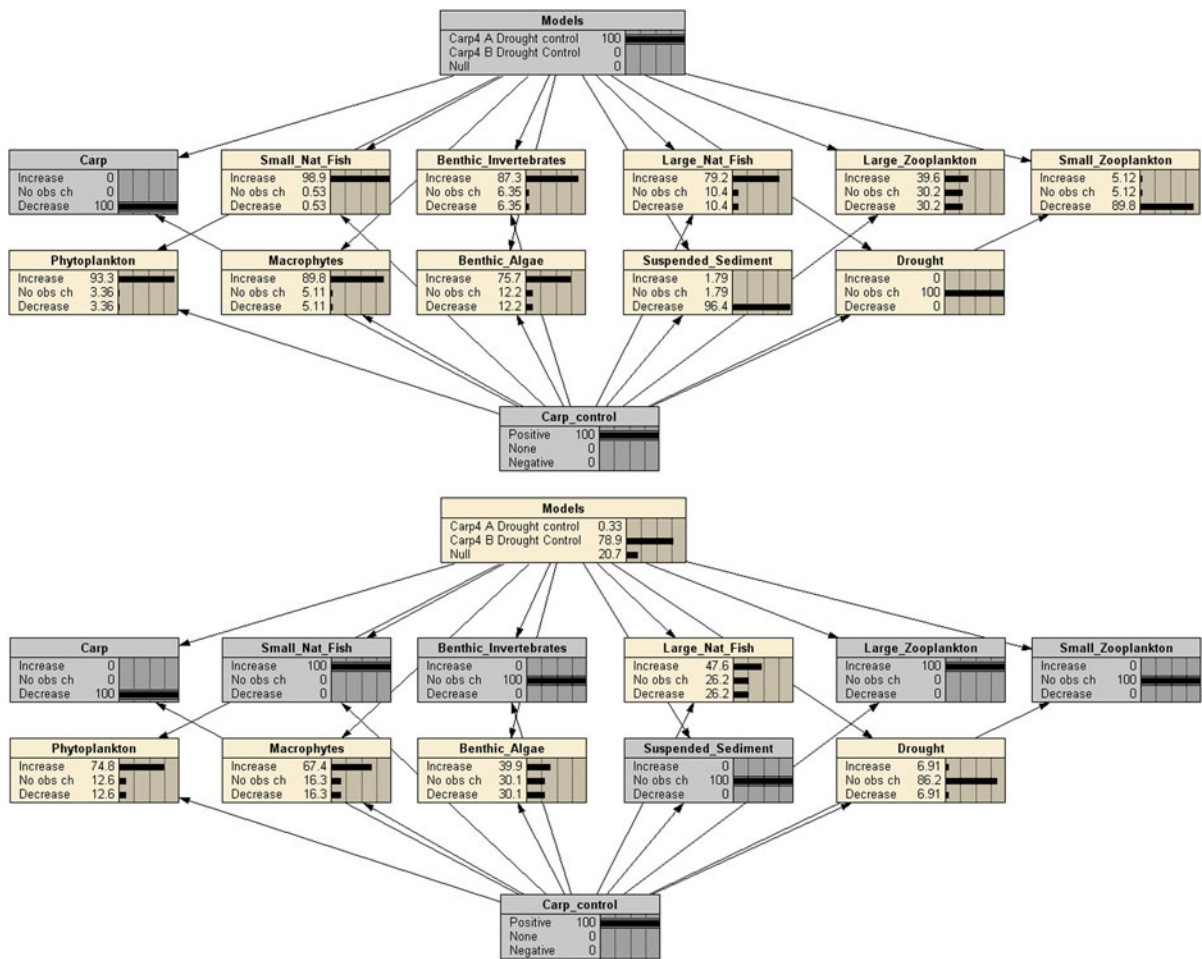 Models
Carp4 A Drought control 100
Carp4 B Drought Control 0
Null 0
Carp
Increase 0
No obs ch 0
Decrease 100
Small_Nat_Fish
Increase 98.9
No obs ch 0.53
Decrease 0.53
Benthic_Invertebrates
Increase 87.3
No obs ch 6.35
Decrease 6.35
Large_Nat_Fish
Increase 79.2
No obs ch 10.4
Decrease 10.4
Large_Zooplankton
Increase 39.6
No obs ch 30.2
Decrease 30.2
Small_Zooplankton
Increase 5.12
No obs ch 5.12
Decrease 89.8
Phytoplankton
Increase 93.3
No obs ch 3.36
Decrease 3.36
Macrophytes
Increase 89.8
No obs ch 5.11
Decrease 5.11
Benthic_Algae
Increase 75.7
No obs ch 12.2
Decrease 12.2
Suspended_Sediment
Increase 1.79
No obs ch 1.79
Decrease 96.4
Drought
Increase 0
No obs ch 100
Decrease 0
Carp_control
Positive 100
None 0
Negative 0
Models
Carp4 A Drought control 0.33
Carp4 B Drought Control 78.9
Null 20.7
Carp
Increase 0
No obs ch 0
Decrease 100
Small_Nat_Fish
Increase 100
No obs ch 0
Decrease 0
Benthic_Invertebrates
Increase 0
No obs ch 100
Decrease 0
Large_Nat_Fish
Increase 47.6
No obs ch 26.2
Decrease 26.2
Large_Zooplankton
Increase 100
No obs ch 0
Decrease 0
Small_Zooplankton
Increase 0
No obs ch 100
Decrease 0
Phytoplankton
Increase 74.8
No obs ch 12.6
Decrease 12.6
Macrophytes
Increase 67.4
No obs ch 16.3
Decrease 16.3
Benthic_Algae
Increase 39.9
No obs ch 30.1
Decrease 30.1
Suspended_Sediment
Increase 0
No obs ch 100
Decrease 0
Drought
Increase 6.91
No obs ch 86.2
Decrease 6.91
Carp_control
Positive 100
None 0
Negative 0